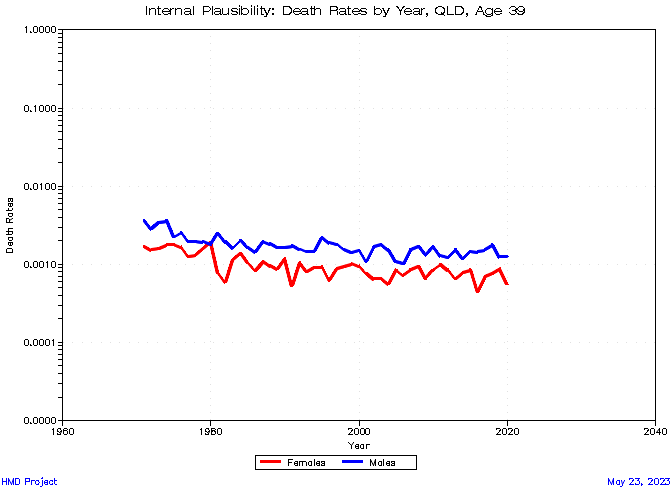 Internal Plausibility: Death Rates by Year, QLD, Age 39
1.0000
0.1000
0.0100
0.0010
0.0001
0.0000
Death Rates
1960 1980 2000 2020 2040
Year
Females Males
HMD Project May 23, 2023